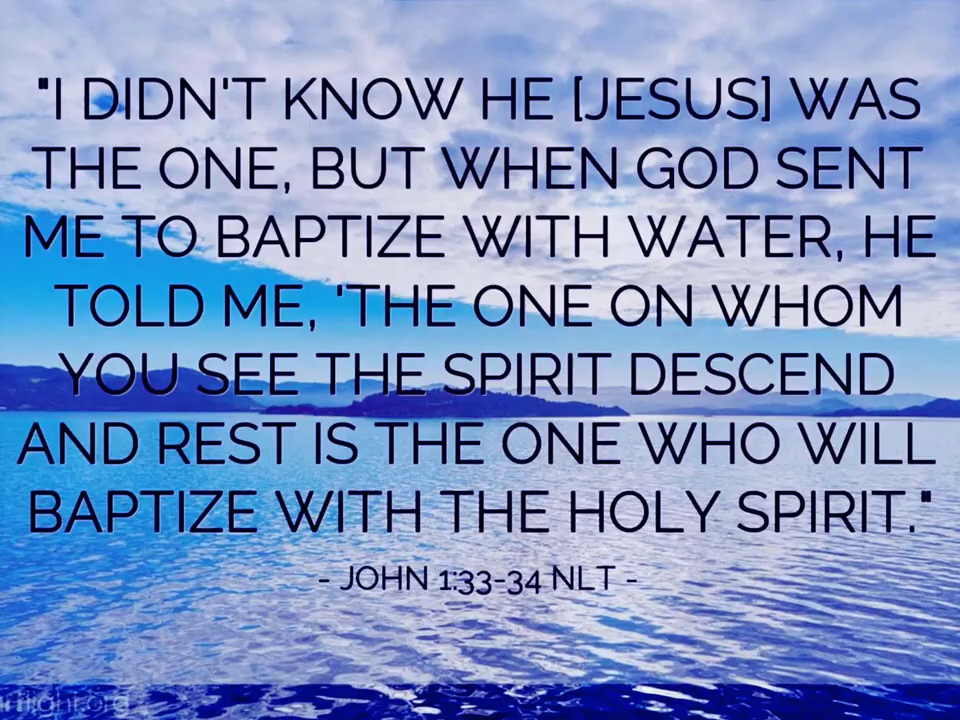 "I DIDN'T KNOW HE [JESUS] WAS
THE ONE, BUT WHEN GOD SENT
ME TO BAPTIZE WITH WATER, HE
TOLD ME, 'THE ONE ON WHOM
YOU SEE THE SPIRIT DESCEND
AND REST IS THE ONE WHO WILL
BAPTIZE WITH THE HOLY SPIRIT."
- JOHN 1:33-34 NLT -